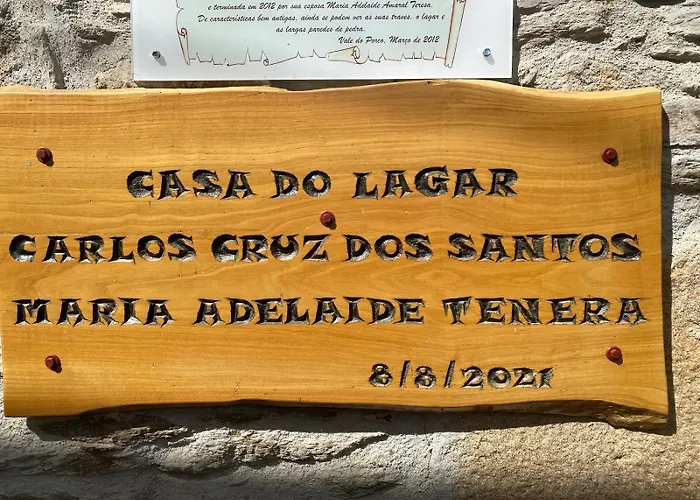 e terminada em 2012 por sua esposa Maria Adelaide Amaral Teresa.
De características bem antigas, ainda se podem ver as suas traves, o lagar e
as largas paredes de pedra.
Vale do Porco, Março de 2012
CASA DO LAGAR
CARLOS CRUZ DOS SANTOS
MARIA ADELAIDE TENERA
8/8/2021